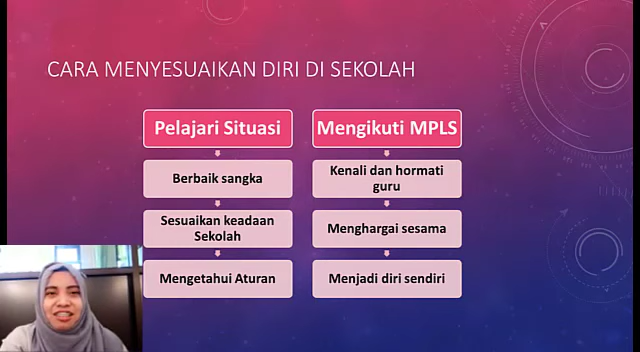 CARA MENYESUAIKAN DIRI DI SEKOLAH
Pelajari Situasi
Berbaik sangka
Sesuaikan keadaan
Sekolah
Mengetahui Aturan
Mengikuti MPLS
Kenali dan hormati
guru
Menghargai sesama
Menjadi diri sendiri